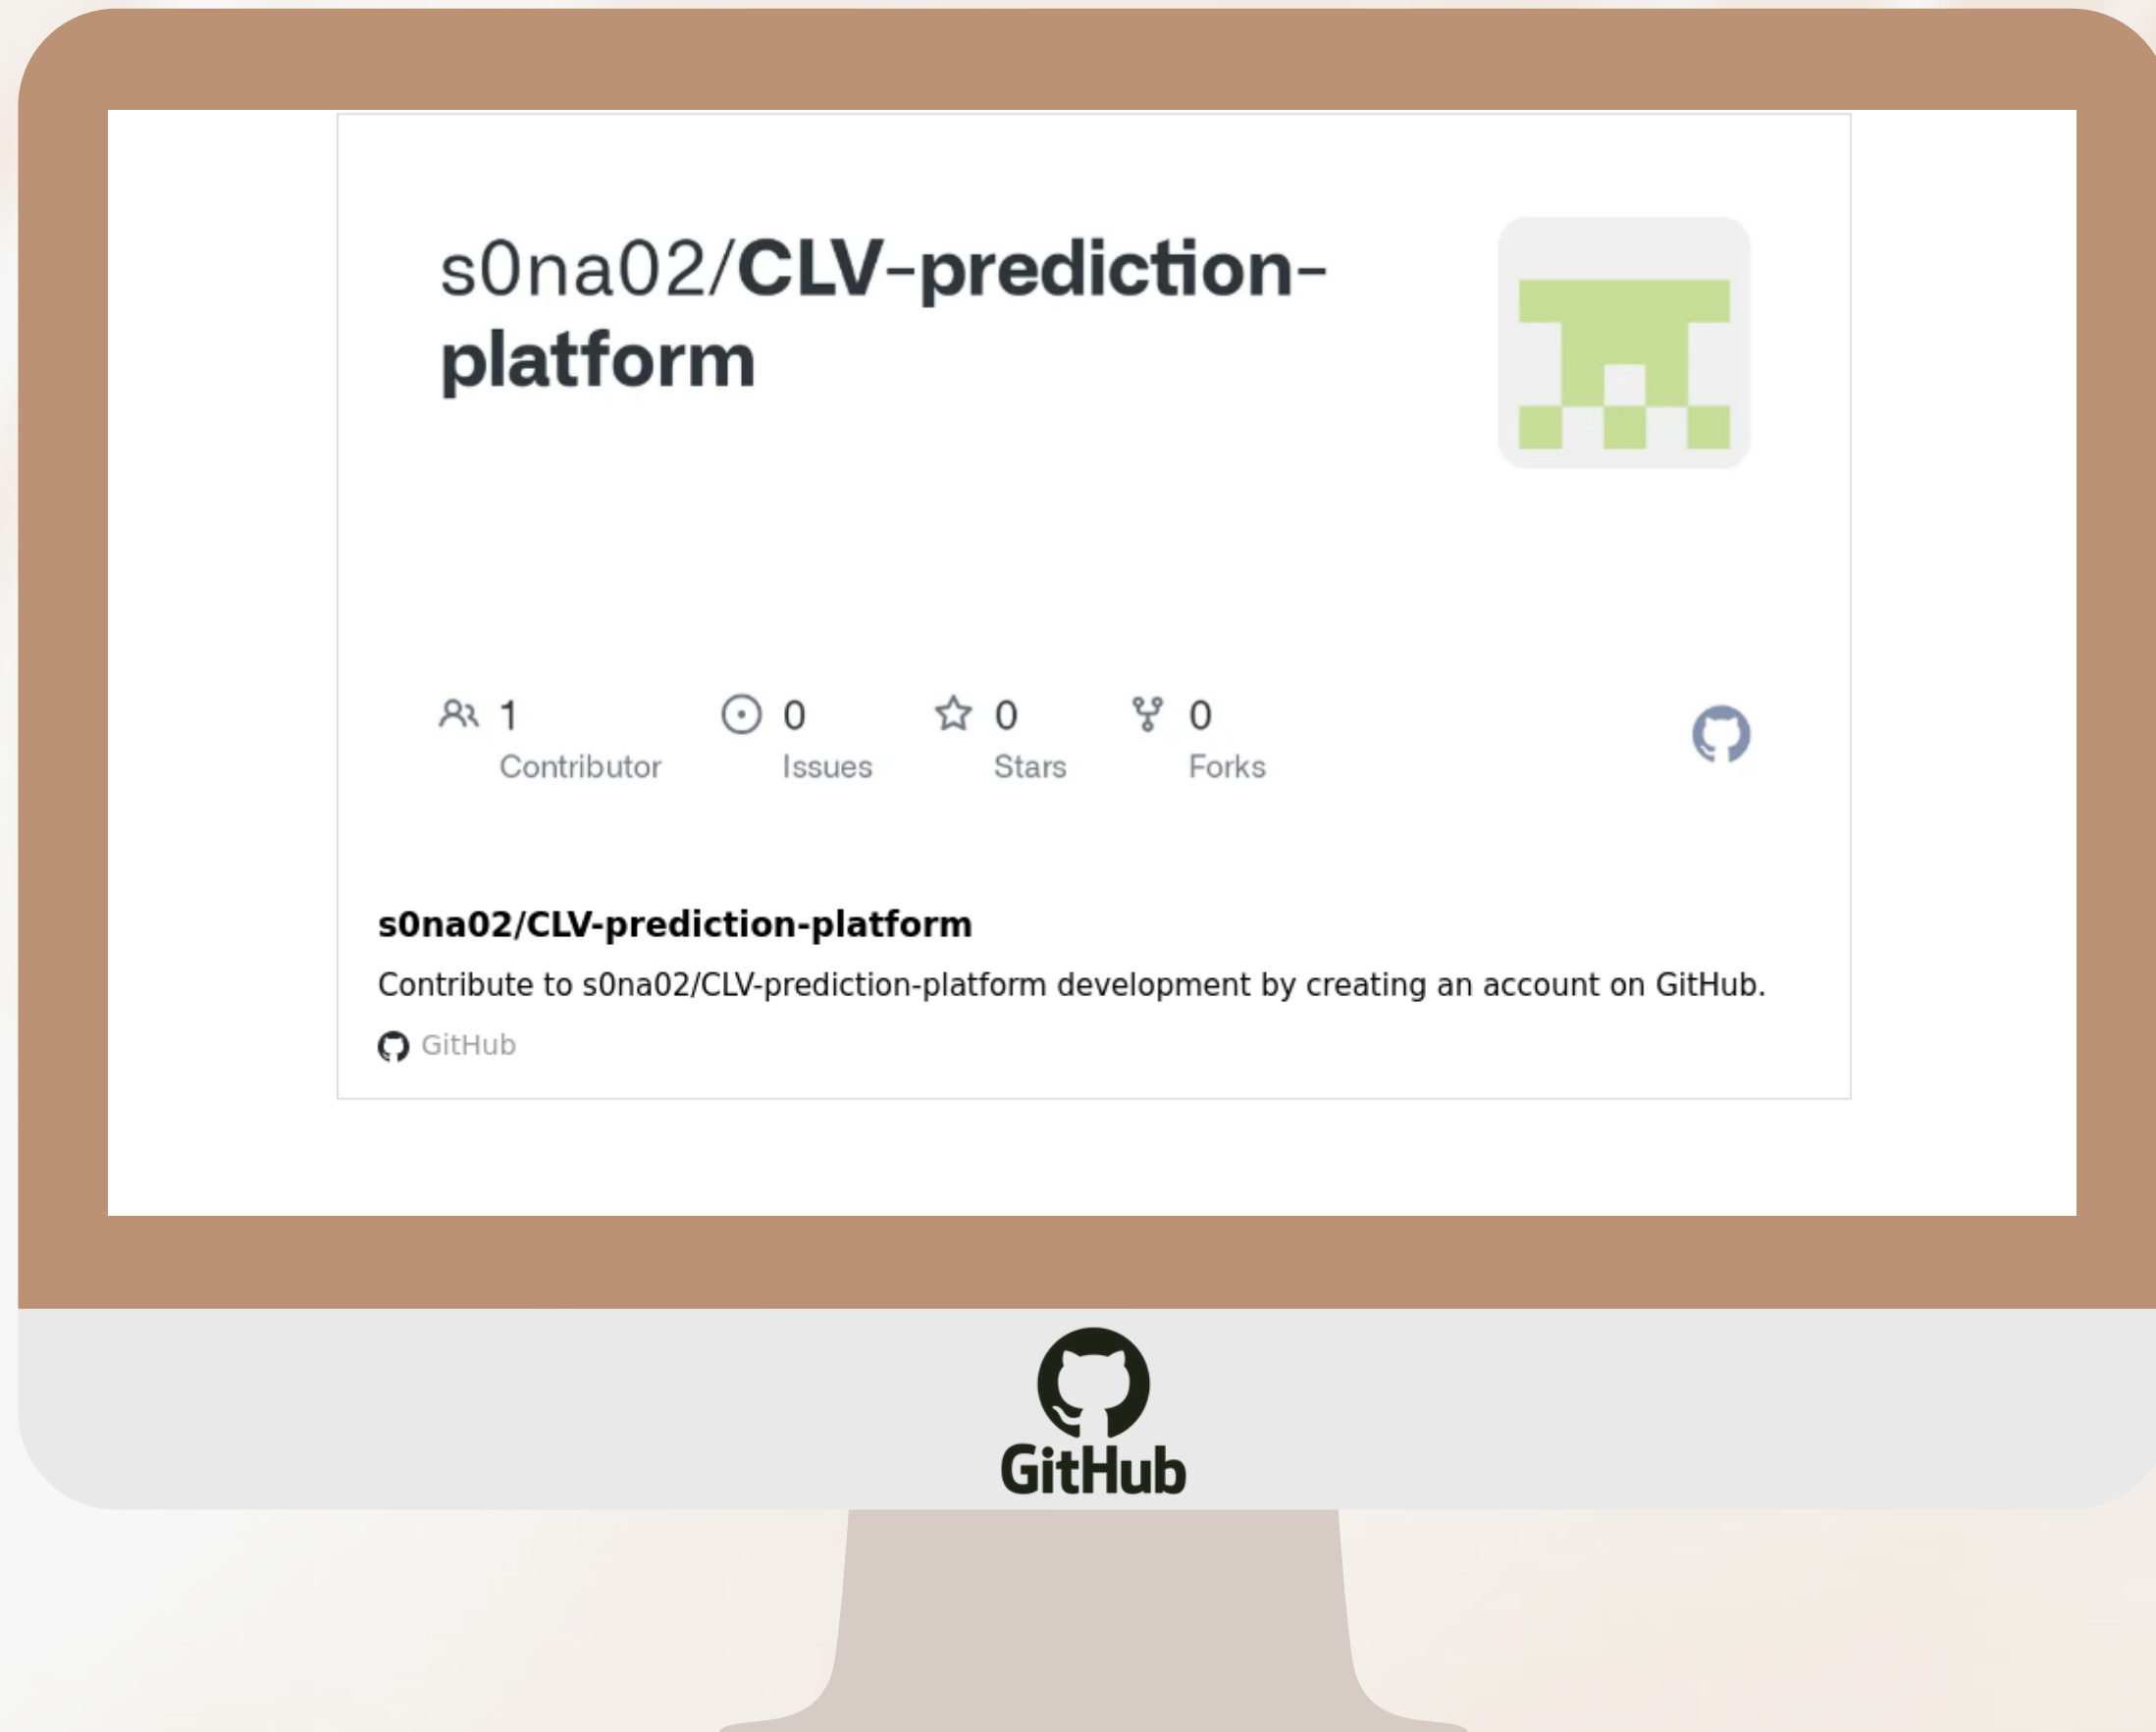 s0na02/CLV-prediction-
platform
1
Contributor
0
Issues
0
Stars
0
Forks
s0na02/CLV-prediction-platform
Contribute to s0na02/CLV-prediction-platform development by creating an account on GitHub.
GitHub
GitHub